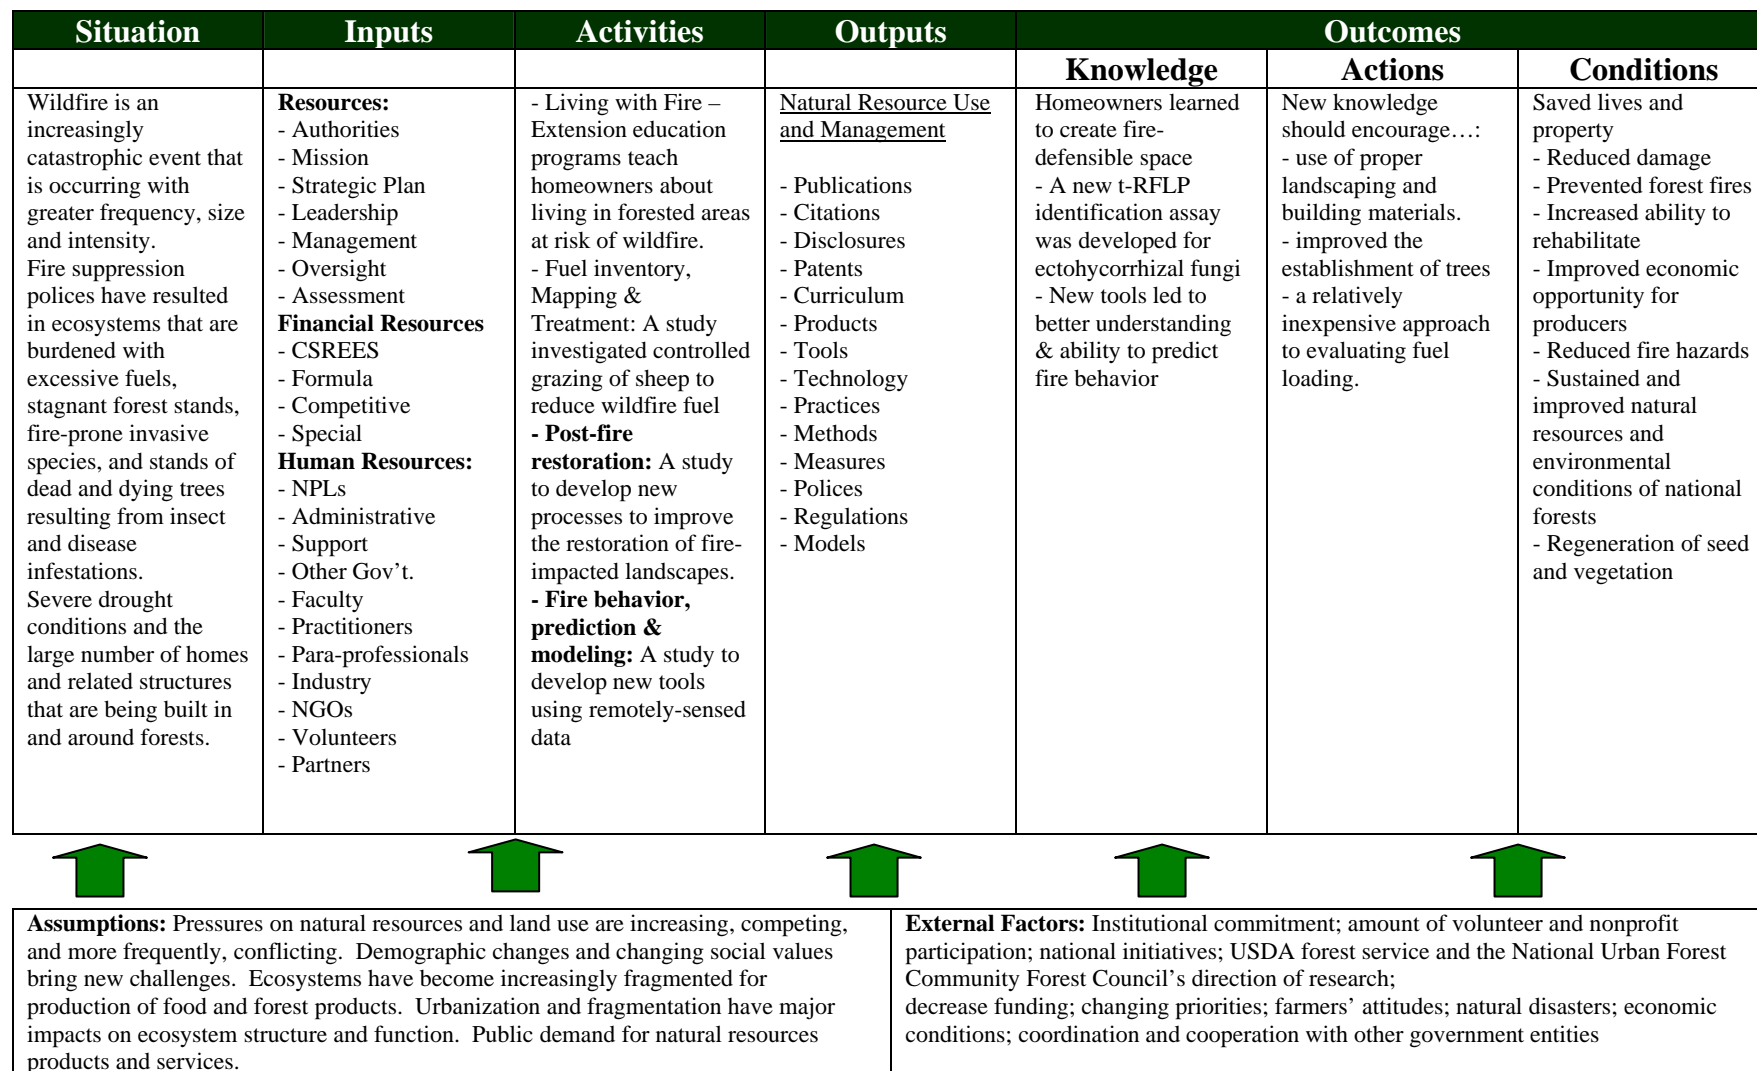 Situation
Inputs
Activities
Outputs
Outcomes
Knowledge
Actions
Conditions
Wildfire is an
increasingly
catastrophic event that
is occurring with
greater frequency, size
and intensity.
Fire suppression
polices have resulted
in ecosystems that are
burdened with
excessive fuels,
stagnant forest stands,
fire-prone invasive
species, and stands of
dead and dying trees
resulting from insect
and disease
infestations.
Severe drought
conditions and the
large number of homes
and related structures
that are being built in
and around forests.
Resources:
- Authorities
- Mission
- Strategic Plan
- Leadership
- Management
- Oversight
- Assessment
Financial Resources
- CSREES
- Formula
- Competitive
- Special
Human Resources:
- NPLs
- Administrative
- Support
- Other Gov’t.
- Faculty
- Practitioners
- Para-professionals
- Industry
- NGOs
- Volunteers
- Partners
- Living with Fire –
Extension education
programs teach
homeowners about
living in forested areas
at risk of wildfire.
- Fuel inventory,
Mapping &
Treatment: A study
investigated controlled
grazing of sheep to
reduce wildfire fuel
- Post-fire
restoration: A study
to develop new
processes to improve
the restoration of fire-
impacted landscapes.
- Fire behavior,
prediction &
modeling: A study to
develop new tools
using remotely-sensed
data
Natural Resource Use
and Management
- Publications
- Citations
- Disclosures
- Patents
- Curriculum
- Products
- Tools
- Technology
- Practices
- Methods
- Measures
- Polices
- Regulations
- Models
Homeowners learned
to create fire-
defensible space
- A new t-RFLP
identification assay
was developed for
ectohycorrhizal fungi
- New tools led to
better understanding
& ability to predict
fire behavior
New knowledge
should encourage…:
- use of proper
landscaping and
building materials.
- improved the
establishment of trees
- a relatively
inexpensive approach
to evaluating fuel
loading.
Saved lives and
property
- Reduced damage
- Prevented forest fires
- Increased ability to
rehabilitate
- Improved economic
opportunity for
producers
- Reduced fire hazards
- Sustained and
improved natural
resources and
environmental
conditions of national
forests
- Regeneration of seed
and vegetation
Assumptions: Pressures on natural resources and land use are increasing, competing,
and more frequently, conflicting. Demographic changes and changing social values
bring new challenges. Ecosystems have become increasingly fragmented for
production of food and forest products. Urbanization and fragmentation have major
impacts on ecosystem structure and function. Public demand for natural resources
products and services.
External Factors: Institutional commitment; amount of volunteer and nonprofit
participation; national initiatives; USDA forest service and the National Urban Forest
Community Forest Council’s direction of research;
decrease funding; changing priorities; farmers’ attitudes; natural disasters; economic
conditions; coordination and cooperation with other government entities